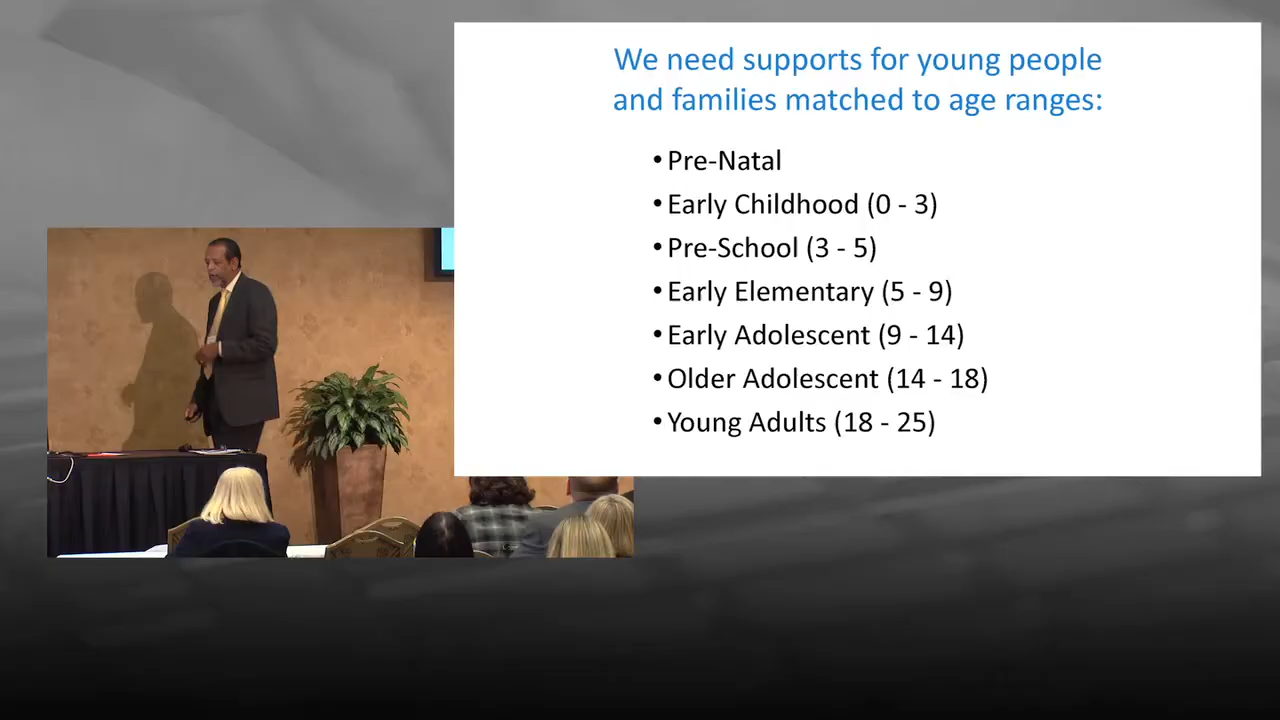 We need supports for young people
and families matched to age ranges:
•Pre-Natal
•Early Childhood (0 - 3)
•Pre-School (3 - 5)
•Early Elementary (5 - 9)
•Early Adolescent (9 - 14)
•Older Adolescent (14 - 18)
•Young Adults (18 - 25)